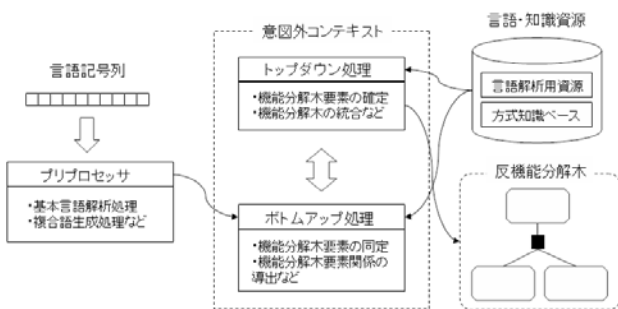 言語記号列
プリプロセッサ
・基本言語解析処理
・複合語生成処理など
意図外コンテキスト
トップダウン処理
・機能分解木要素の確定
・機能分解木の統合など
ボトムアップ処理
・機能分解木要素の同定
・機能分解木要素関係の
導出など
言語・知識資源
言語解析用資源
方式知識ベース
反機能分解木